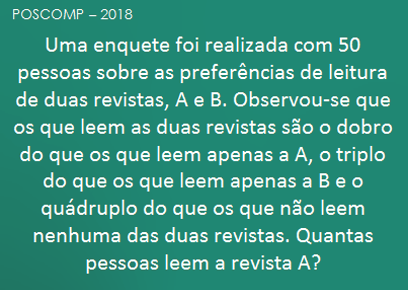 POSCOMP – 2018
Uma enquete foi realizada com 50
pessoas sobre as preferências de leitura
de duas revistas, A e B. Observou-se que
os que leem as duas revistas são o dobro
do que os que leem apenas a A, o triplo
do que os que leem apenas a B e o
quádruplo do que os que não leem
nenhuma das duas revistas. Quantas
pessoas leem a revista A?